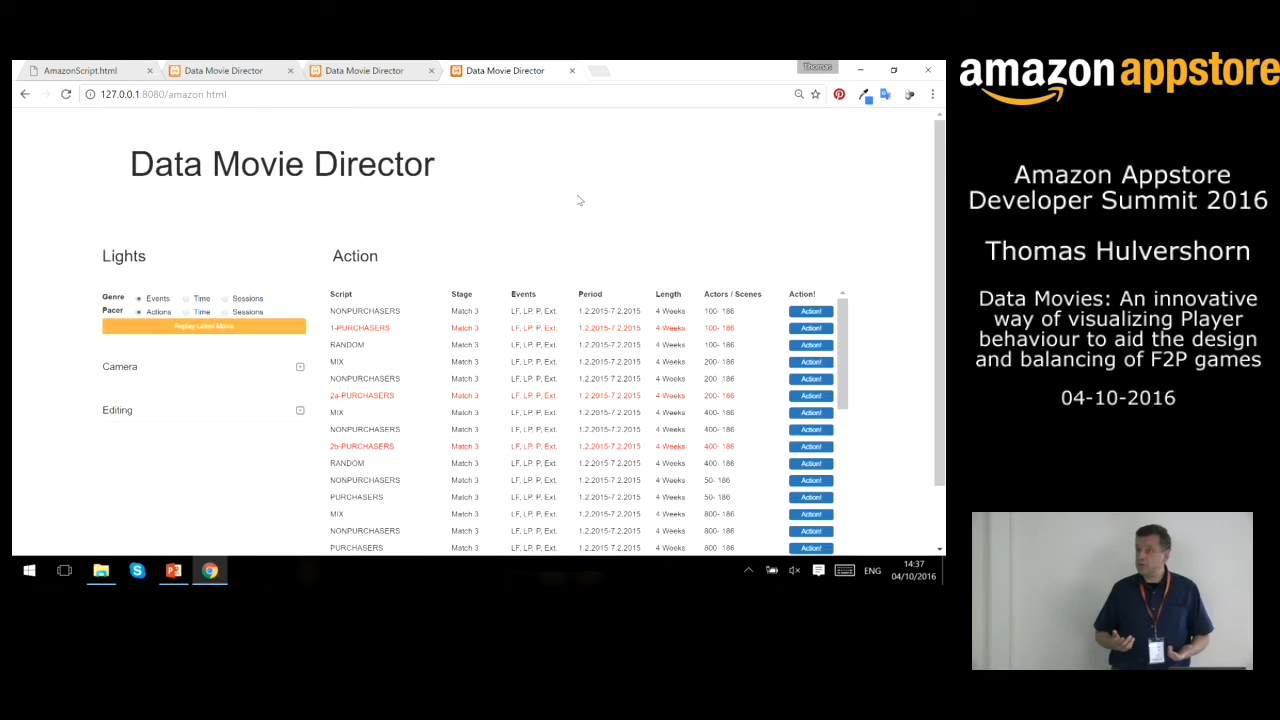 AmazonScript.html
Data Movie Director
Data Movie Director
Data Movie Director
Thomas
127.0.0.1:8080/amazon.html
Data Movie Director
Lights
Genre Events Time Sessions
Pacer Actions Time Sessions
Replay Latest Movie
Camera
Editing
Action
Script Stage Events Period Length Actors / Scenes Action!
NONPURCHASERS Match 3 LF, LP, P, Ext. 1.2.2015-7.2.2015 4 Weeks 100- 186 Action!
1-PURCHASERS Match 3 LF, LP, P, Ext. 1.2.2015-7.2.2015 4 Weeks 100- 186 Action!
RANDOM Match 3 LF, LP, P, Ext. 1.2.2015-7.2.2015 4 Weeks 100- 186 Action!
MIX Match 3 LF, LP, P, Ext. 1.2.2015-7.2.2015 4 Weeks 200- 186 Action!
NONPURCHASERS Match 3 LF, LP, P, Ext. 1.2.2015-7.2.2015 4 Weeks 200- 186 Action!
2a-PURCHASERS Match 3 LF, LP, P, Ext. 1.2.2015-7.2.2015 4 Weeks 200- 186 Action!
MIX Match 3 LF, LP, P, Ext. 1.2.2015-7.2.2015 4 Weeks 400- 186 Action!
NONPURCHASERS Match 3 LF, LP, P, Ext. 1.2.2015-7.2.2015 4 Weeks 400- 186 Action!
2b-PURCHASERS Match 3 LF, LP, P, Ext. 1.2.2015-7.2.2015 4 Weeks 400- 186 Action!
RANDOM Match 3 LF, LP, P, Ext. 1.2.2015-7.2.2015 4 Weeks 400- 186 Action!
NONPURCHASERS Match 3 LF, LP, P, Ext. 1.2.2015-7.2.2015 4 Weeks 50- 186 Action!
PURCHASERS Match 3 LF, LP, P, Ext. 1.2.2015-7.2.2015 4 Weeks 50- 186 Action!
MIX Match 3 LF, LP, P, Ext. 1.2.2015-7.2.2015 4 Weeks 800- 186 Action!
NONPURCHASERS Match 3 LF, LP, P, Ext. 1.2.2015-7.2.2015 4 Weeks 800- 186 Action!
PURCHASERS Match 3 LF, LP, P, Ext. 1.2.2015-7.2.2015 4 Weeks 800- 186 Action!
ENG
14:37
04/10/2016
amazon appstore
Amazon Appstore
Developer Summit 2016
Thomas Hulvershorn
Data Movies: An innovative
way of visualizing Player
behaviour to aid the design
and balancing of F2P games
04-10-2016